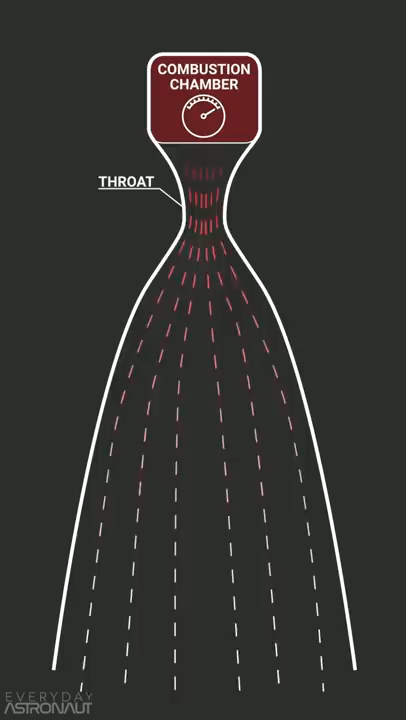 COMBUSTION
CHAMBER
THROAT
EVERYDAY
ASTRONAUT